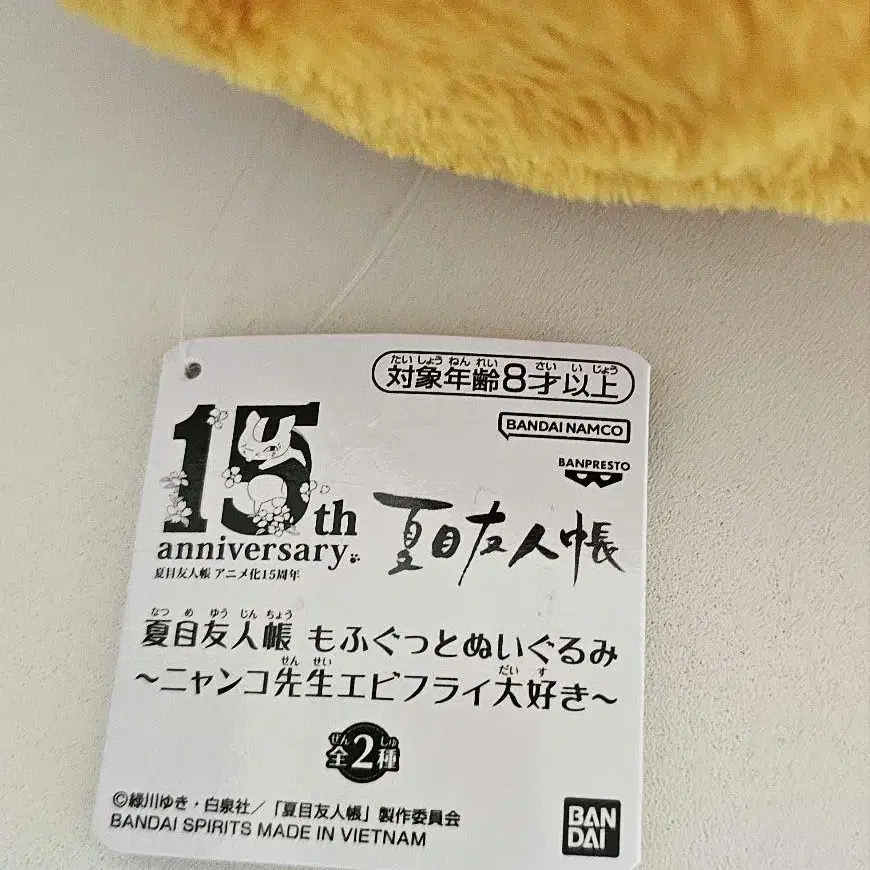 たいしょうねんれい さい いじょう
対象年齢8才以上
BANDAI NAMCO
BANPRESTO
15th
anniversary
夏目友人帳 アニメ化15周年
夏目友人帳
なつ め ゆう じん ちょう
夏目友人帳 もふぐっとぬいぐるみ
せん せい だい す
~ニャンコ先生エビフライ大好き~
ぜん しゅ
全2種
©緑川ゆき・白泉社/「夏目友人帳」製作委員会
BANDAI SPIRITS MADE IN VIETNAM
BAN
DAI